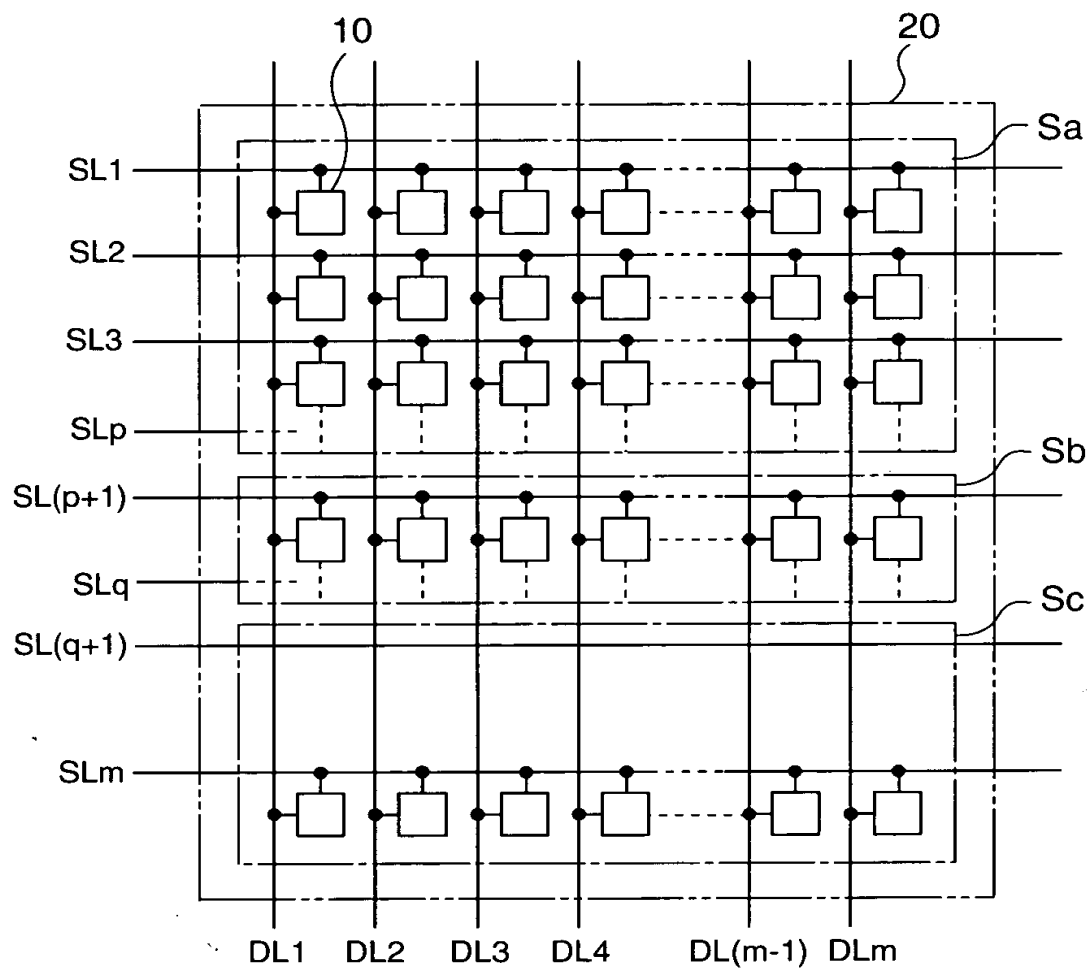 10
20
Sa
SL1
SL2
SL3
SLp
Sb
SL(p+1)
SLq
Sc
SL(q+1)
SLm
DL1 DL2 DL3 DL4 DL(m-1) DLm